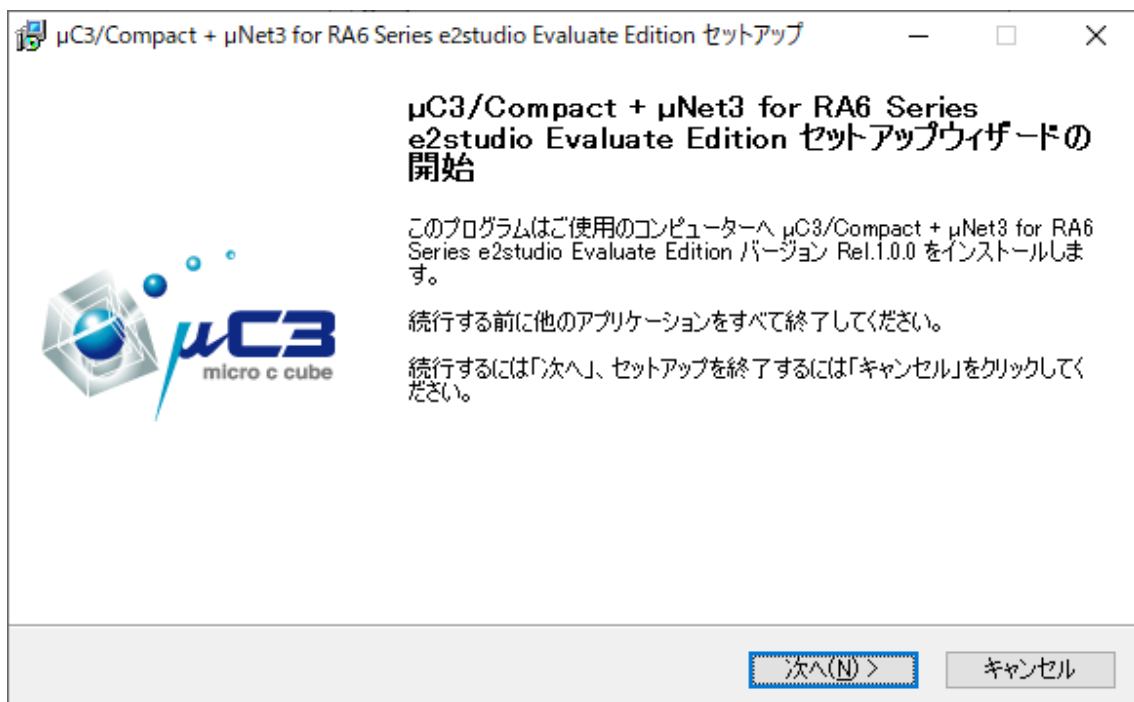 µC3/Compact + µNet3 for RA6 Series e2studio Evaluate Edition セットアップ
µC3/Compact + µNet3 for RA6 Series
e2studio Evaluate Edition セットアップウィザードの
開始
このプログラムはご使用のコンピューターへ µC3/Compact + µNet3 for RA6
Series e2studio Evaluate Edition バージョン Rel.1.0.0 をインストールしま
す。
続行する前に他のアプリケーションをすべて終了してください。
続行するには「次へ」、セットアップを終了するには「キャンセル」をクリックしてく
ださい。
µC3
micro c cube
次へ(N) >
キャンセル